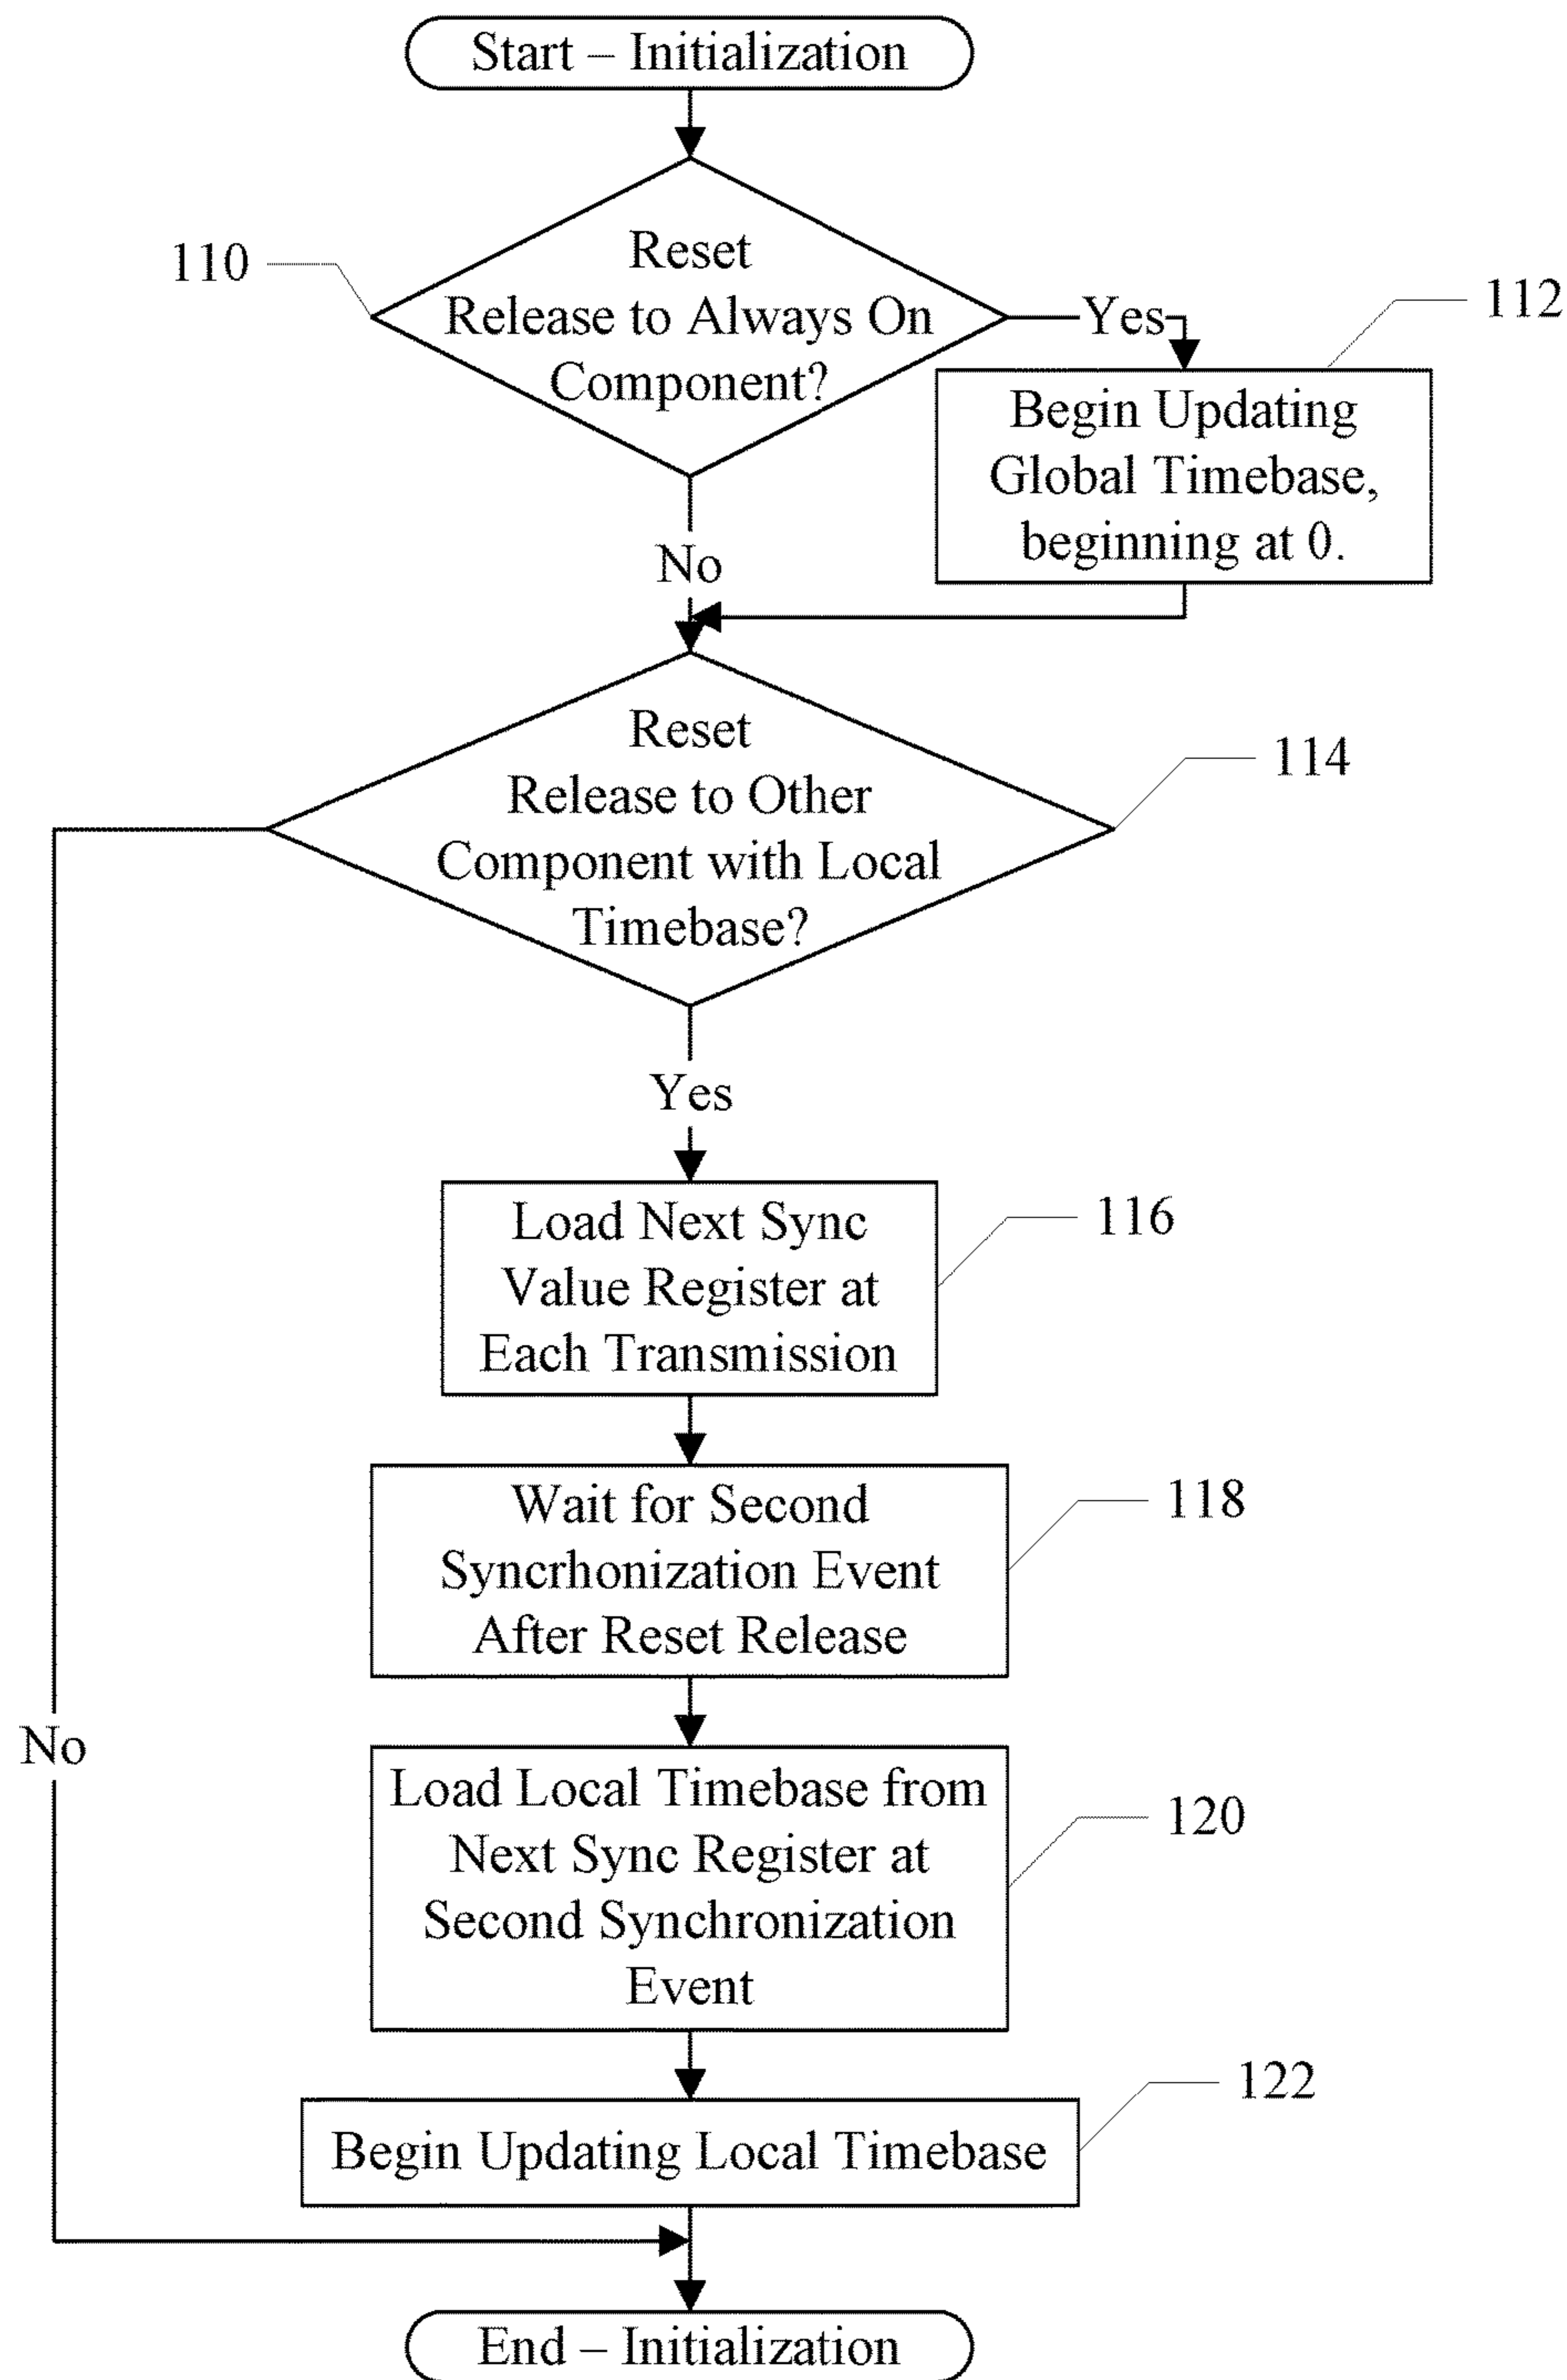 Start – Initialization
110
Reset
Release to Always On
Component?
Yes
112
Begin Updating
Global Timebase,
beginning at 0.
No
Reset
Release to Other
Component with Local
Timebase?
114
Yes
Load Next Sync
Value Register at
Each Transmission
116
Wait for Second
Syncrhonization Event
After Reset Release
118
No
Load Local Timebase from
Next Sync Register at
Second Synchronization
Event
120
Begin Updating Local Timebase
122
End – Initialization